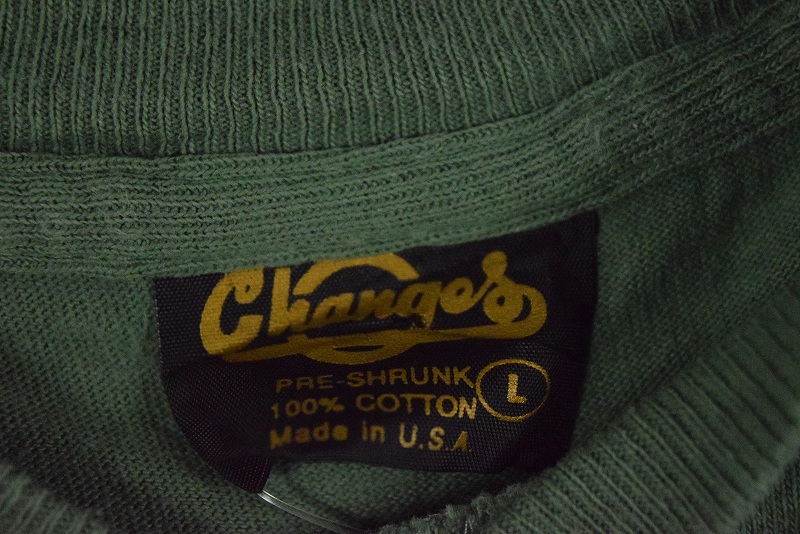 Changes
PRE-SHRUNK
L
100% COTTON
Made in U.S.A.